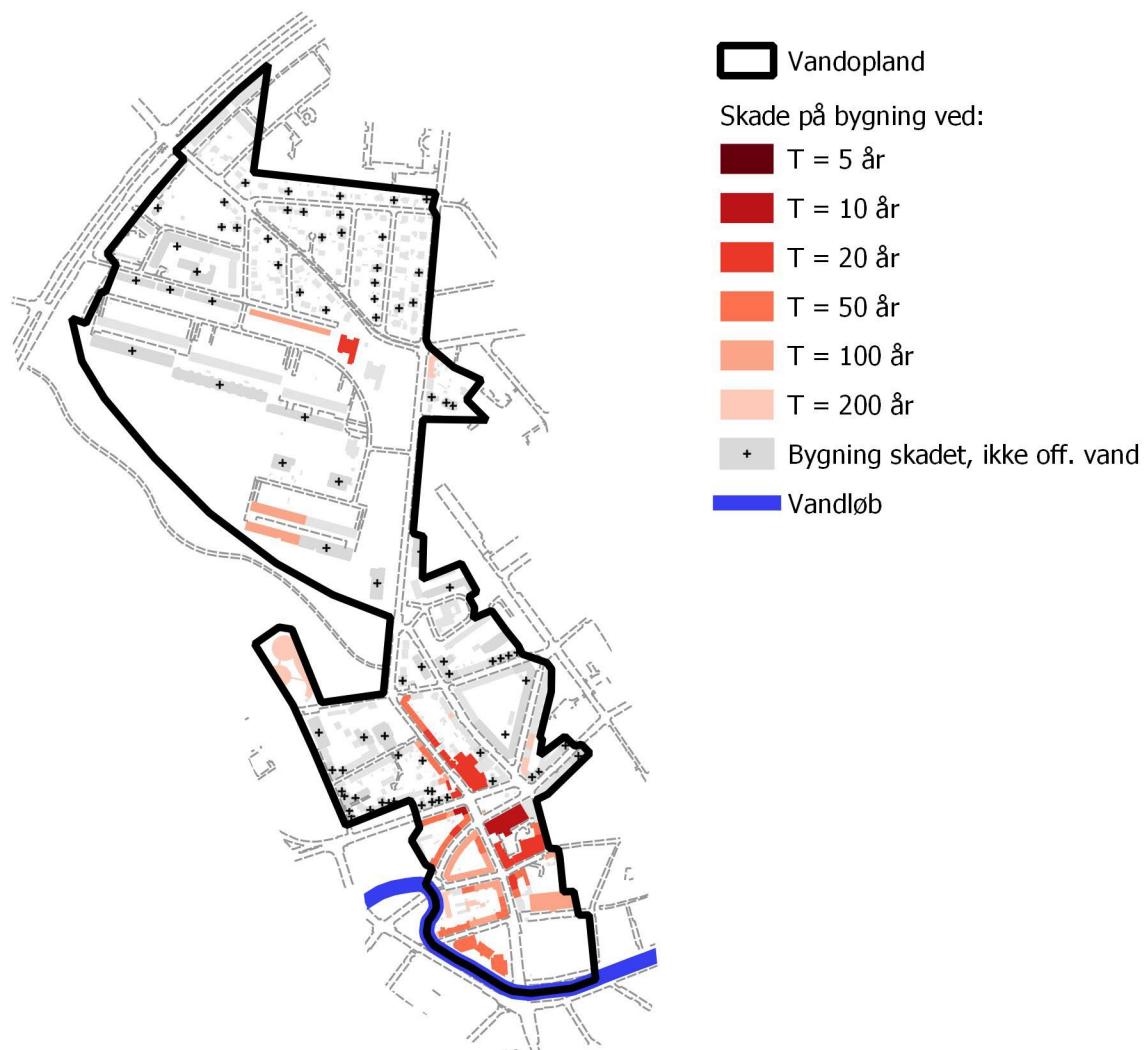 Vandopland
Skade på bygning ved:
T = 5 år
T = 10 år
T = 20 år
T = 50 år
T = 100 år
T = 200 år
Bygning skadet, ikke off. vand
Vandløb